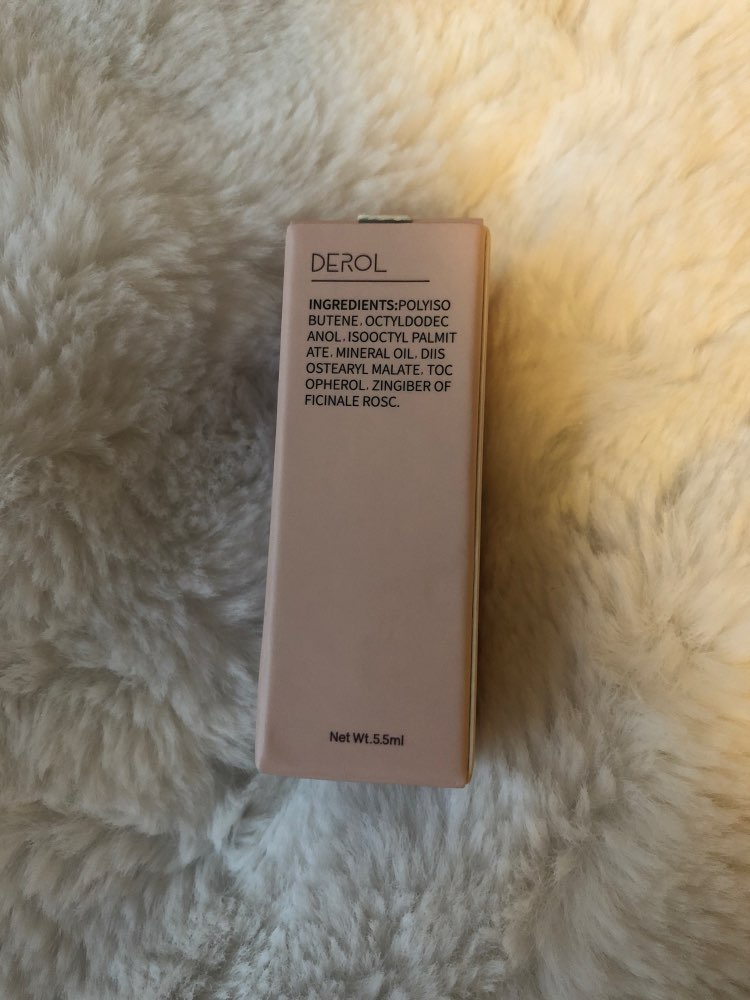 DEROL
INGREDIENTS:POLYISO
BUTENE, OCTYLDODEC
ANOL, ISOOCTYL PALMIT
ATE, MINERAL OIL, DIIS
OSTEARYL MALATE, TOC
OPHEROL, ZINGIBER OF
FICINALE ROSC.
Net Wt.5.5ml